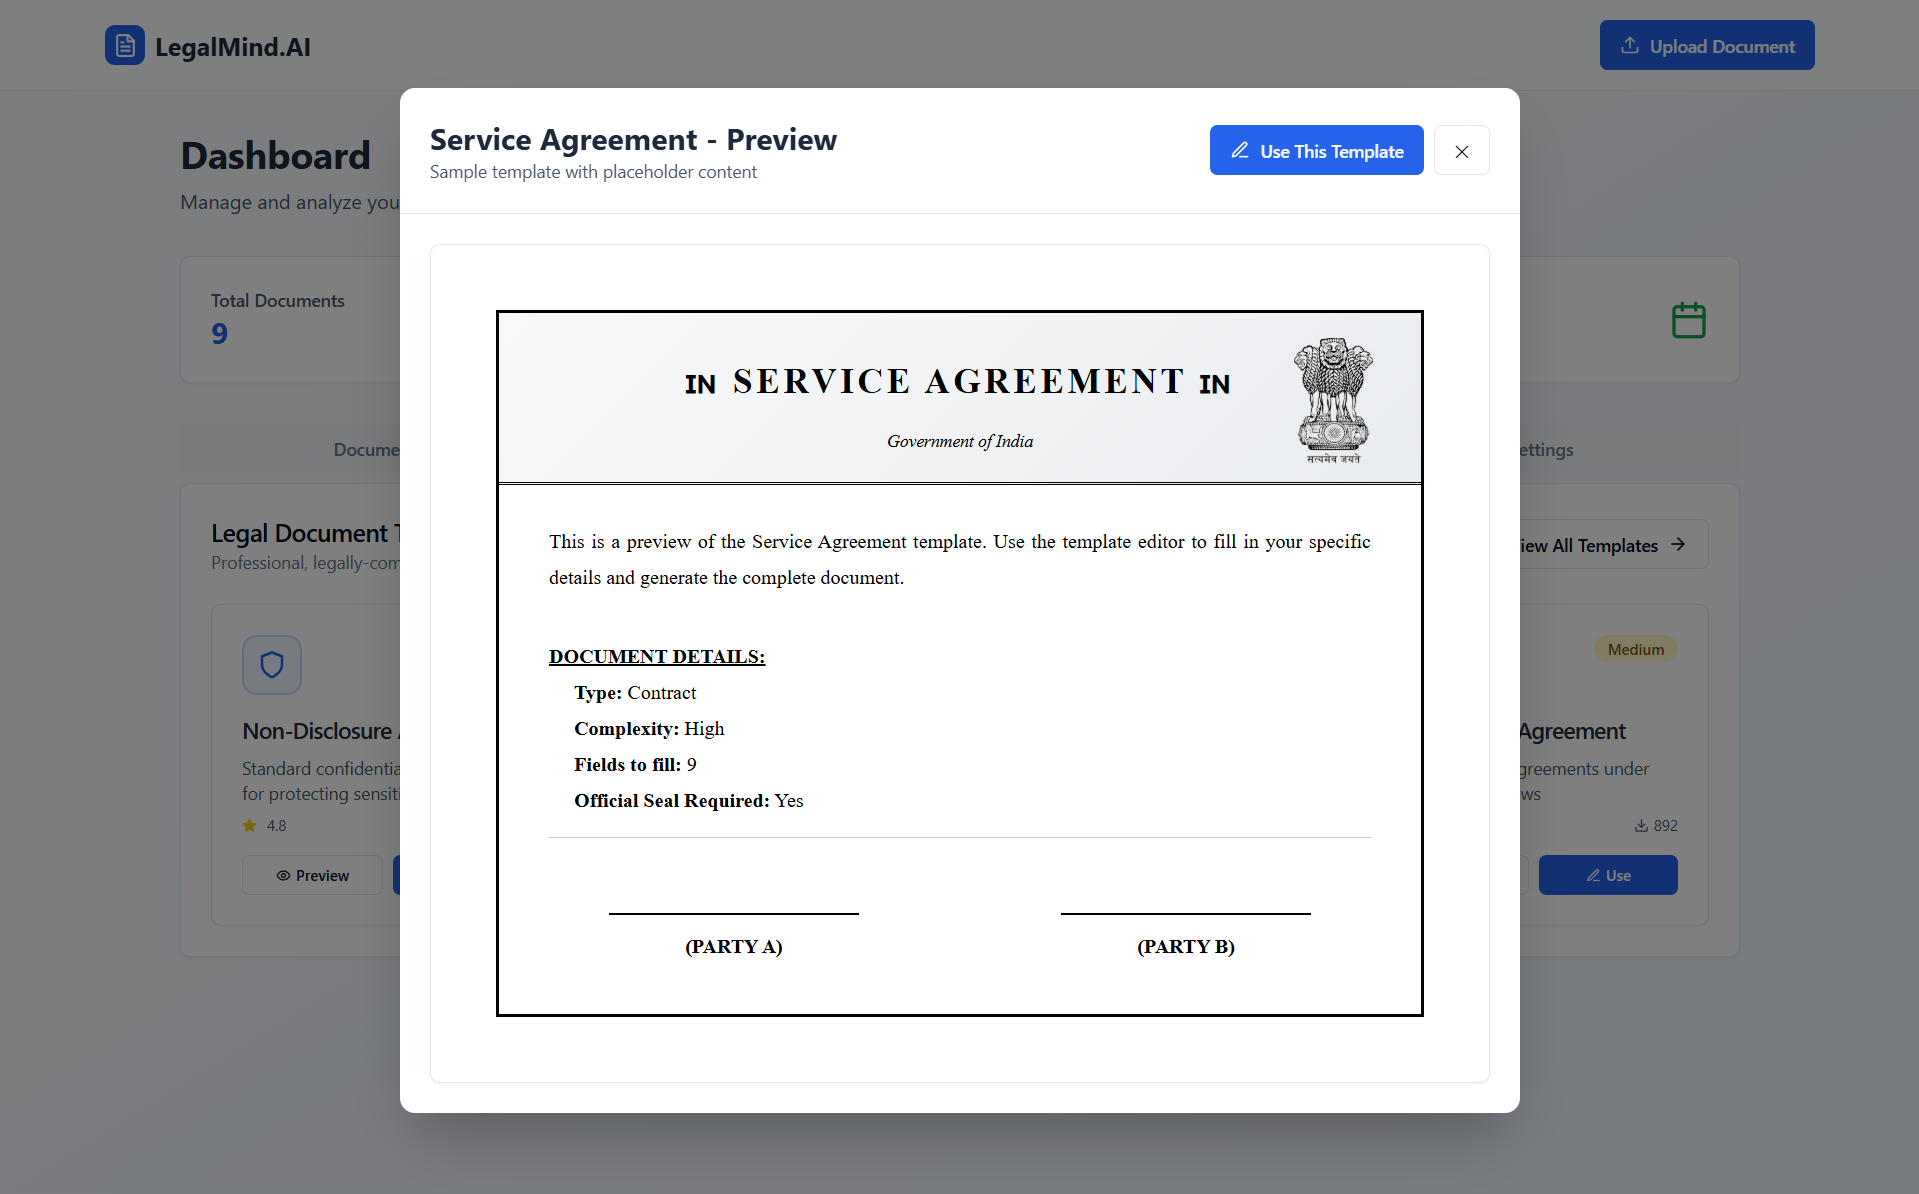 LegalMind.AI
Upload Document
Dashboard
Manage and analyze you
Total Documents
9
Docume
ettings
Legal Document T
Professional, legally-com
iew All Templates
Non-Disclosure A
Standard confidentia
for protecting sensiti
4.8
Preview
Medium
Agreement
greements under
ws
892
Use
Service Agreement - Preview
Sample template with placeholder content
Use This Template
IN SERVICE AGREEMENT IN
Government of India
सत्यमेव जयते
This is a preview of the Service Agreement template. Use the template editor to fill in your specific
details and generate the complete document.
DOCUMENT DETAILS:
Type: Contract
Complexity: High
Fields to fill: 9
Official Seal Required: Yes
(PARTY A)
(PARTY B)